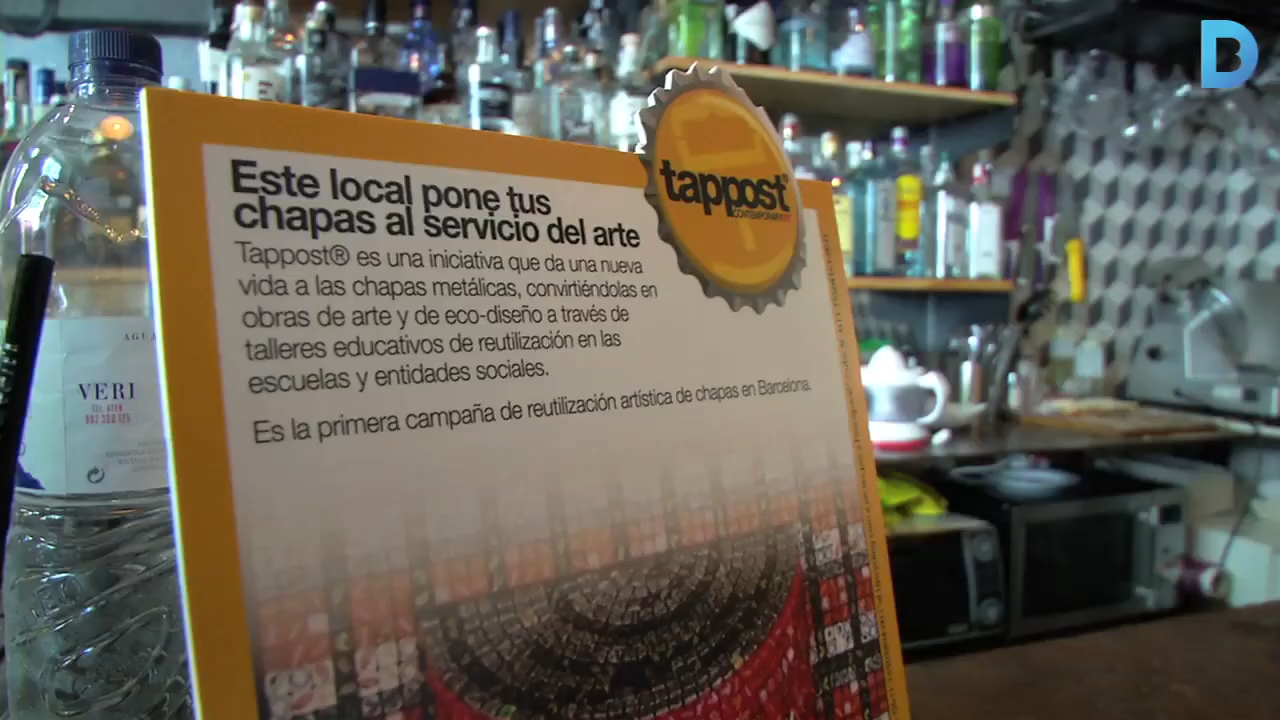 Este local pone tus
chapas al servicio del arte
Tappost® es una iniciativa que da una nueva
vida a las chapas metálicas, convirtiéndolas en
obras de arte y de eco-diseño a través de
talleres educativos de reutilización en las
escuelas y entidades sociales.
Es la primera campaña de reutilización artística de chapas en Barcelona.
tappost
CONTEMPORARYART
VERI
B